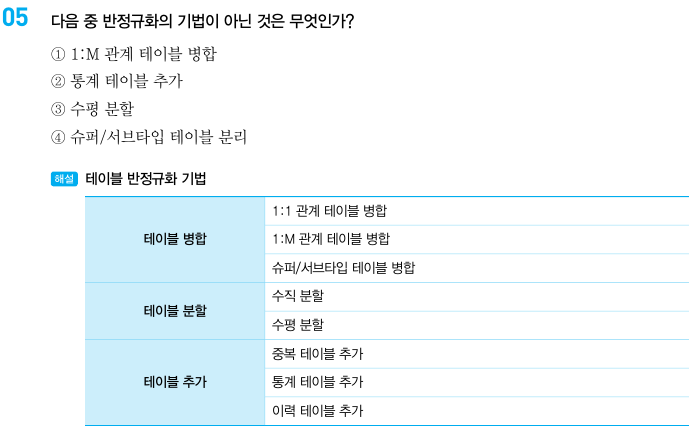 05 다음 중 반정규화의 기법이 아닌 것은 무엇인가?
① 1:M 관계 테이블 병합
② 통계 테이블 추가
③ 수평 분할
④ 슈퍼/서브타입 테이블 분리
해설 테이블 반정규화 기법
테이블 병합
1:1 관계 테이블 병합
1:M 관계 테이블 병합
슈퍼/서브타입 테이블 병합
테이블 분할
수직 분할
수평 분할
테이블 추가
중복 테이블 추가
통계 테이블 추가
이력 테이블 추가